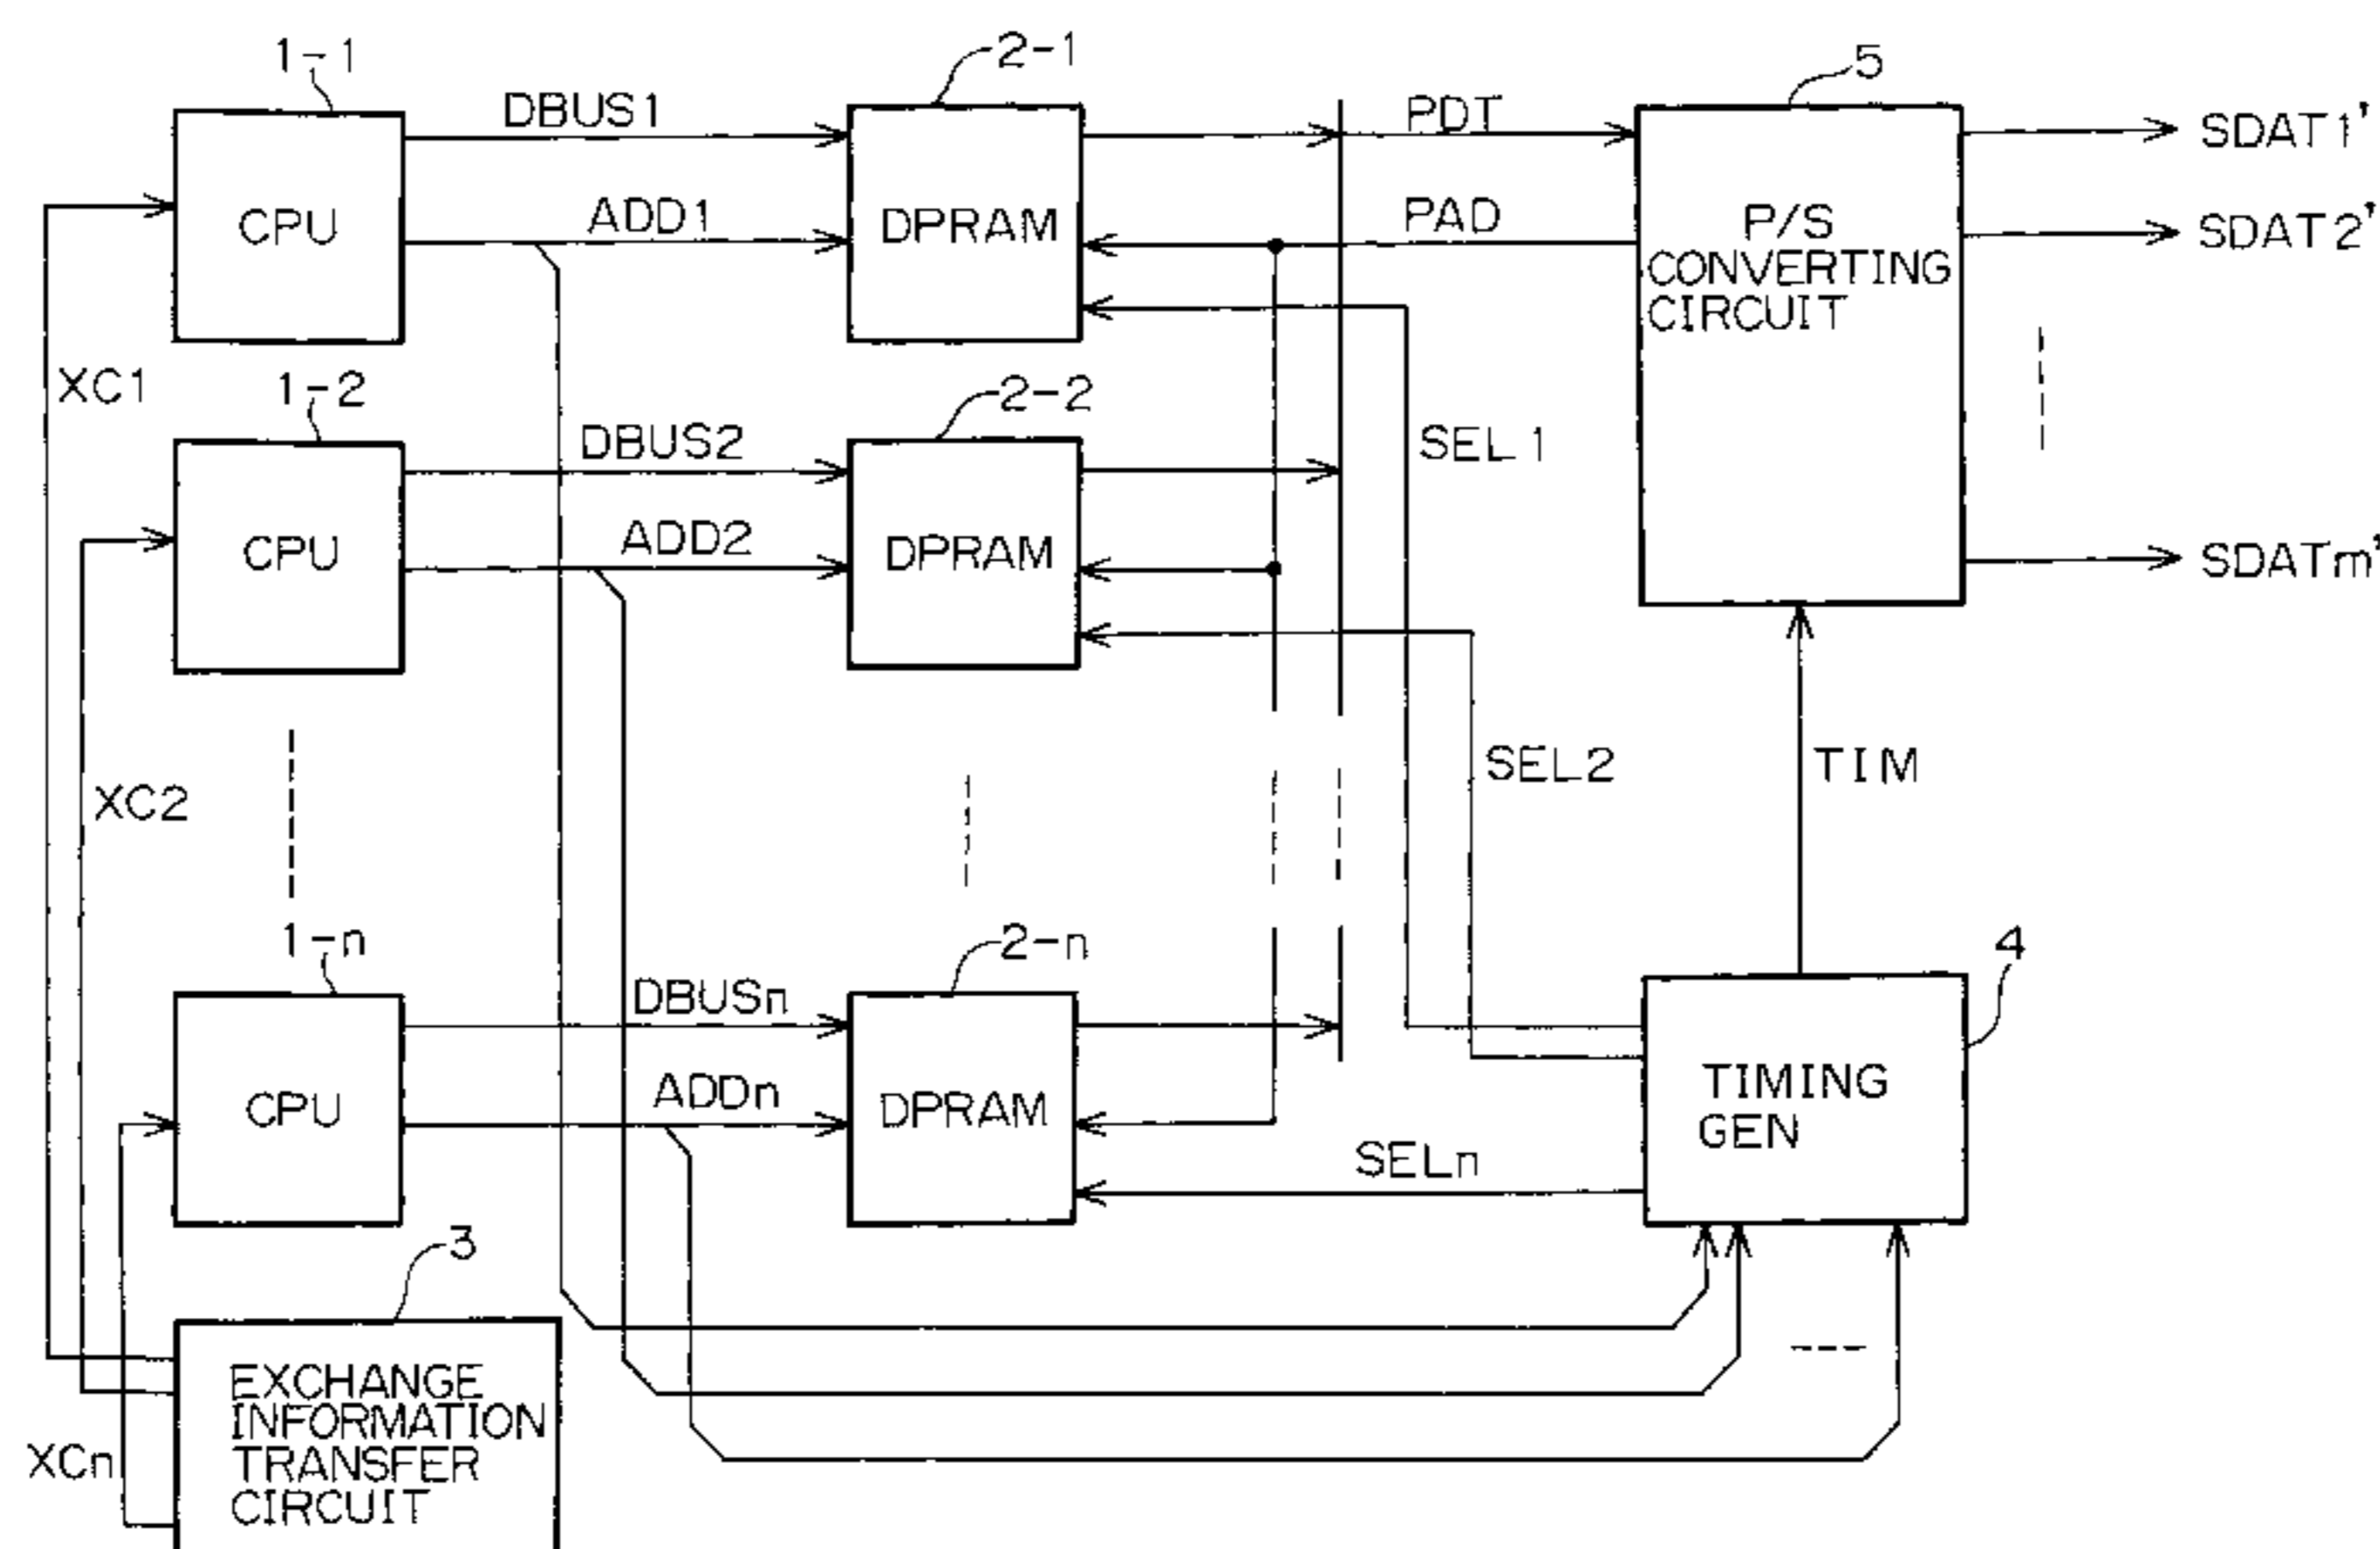 1-1
2-1
5
DBUS1
PDT
SDAT1'
CPU
ADD1
DPRAM
PAD
P/S
CONVERTING
CIRCUIT
SDAT2'
XC1
1-2
2-2
DBUS2
SEL1
CPU
ADD2
DPRAM
SDATm'
XC2
SEL2
TIM
1-n
2-n
4
DBUSn
CPU
ADDn
DPRAM
TIMING
GEN
SELn
3
EXCHANGE
INFORMATION
TRANSFER
CIRCUIT
XCn